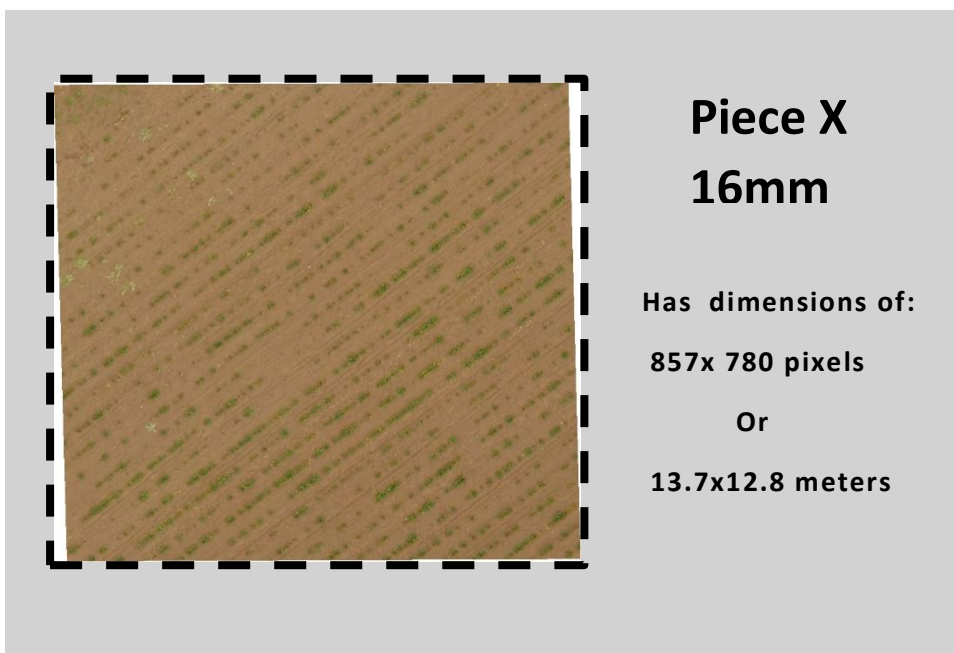 Piece X
16mm
Has dimensions of:
857x 780 pixels
Or
13.7x12.8 meters